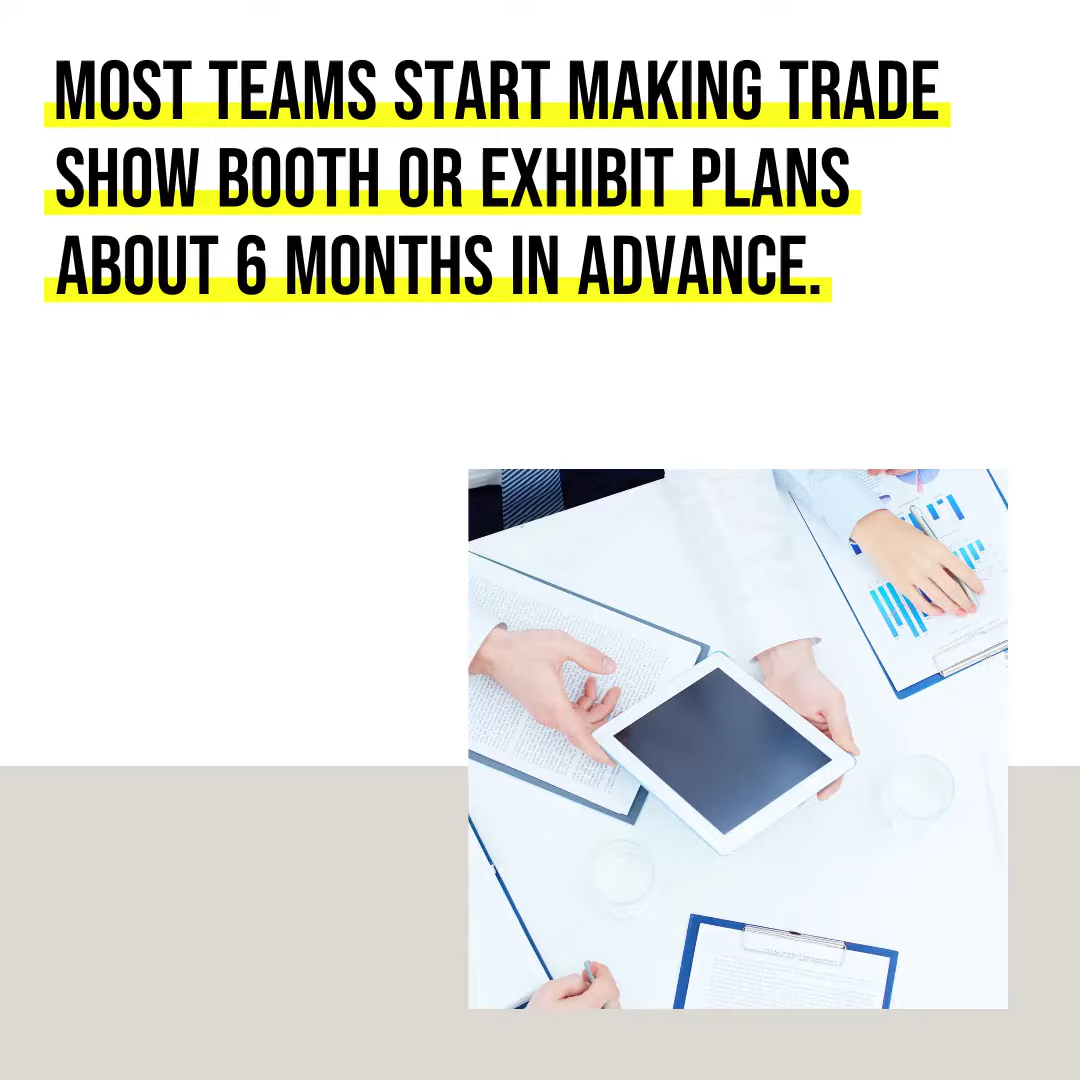 MOST TEAMS START MAKING TRADE
SHOW BOOTH OR EXHIBIT PLANS
ABOUT 6 MONTHS IN ADVANCE.